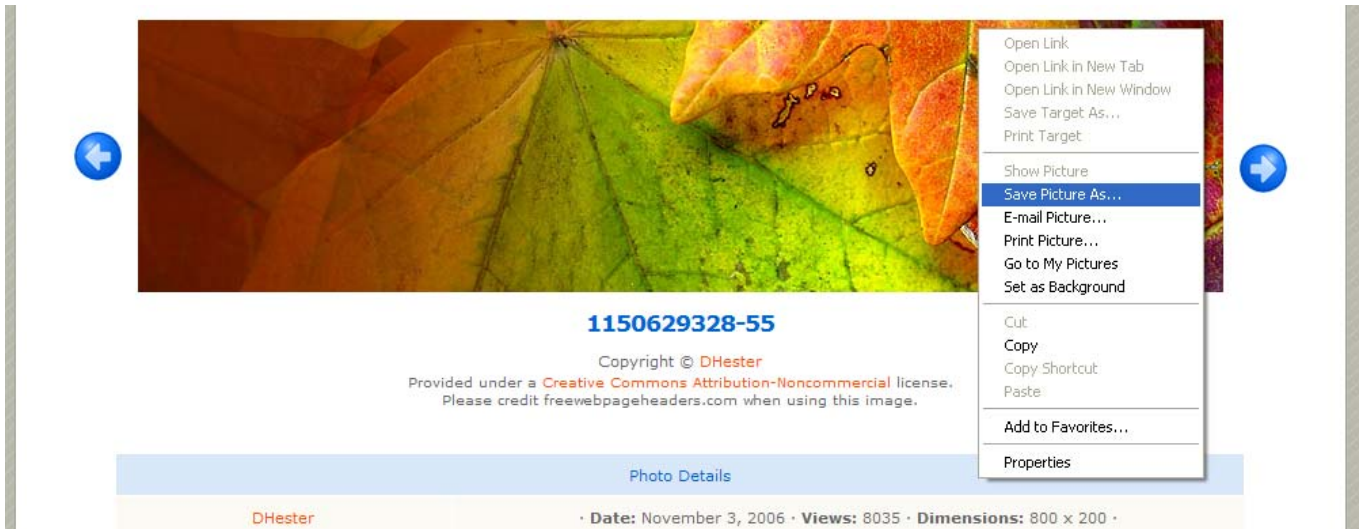 Open Link
Open Link in New Tab
Open Link in New Window
Save Target As...
Print Target
Show Picture
Save Picture As...
E-mail Picture...
Print Picture...
Go to My Pictures
Set as Background
Cut
Copy
Copy Shortcut
Paste
Add to Favorites...
Properties
1150629328-55
Copyright © DHester
Provided under a Creative Commons Attribution-Noncommercial license.
Please credit freewebpageheaders.com when using this image.
Photo Details
DHester · Date: November 3, 2006 · Views: 8035 · Dimensions: 800 x 200 ·